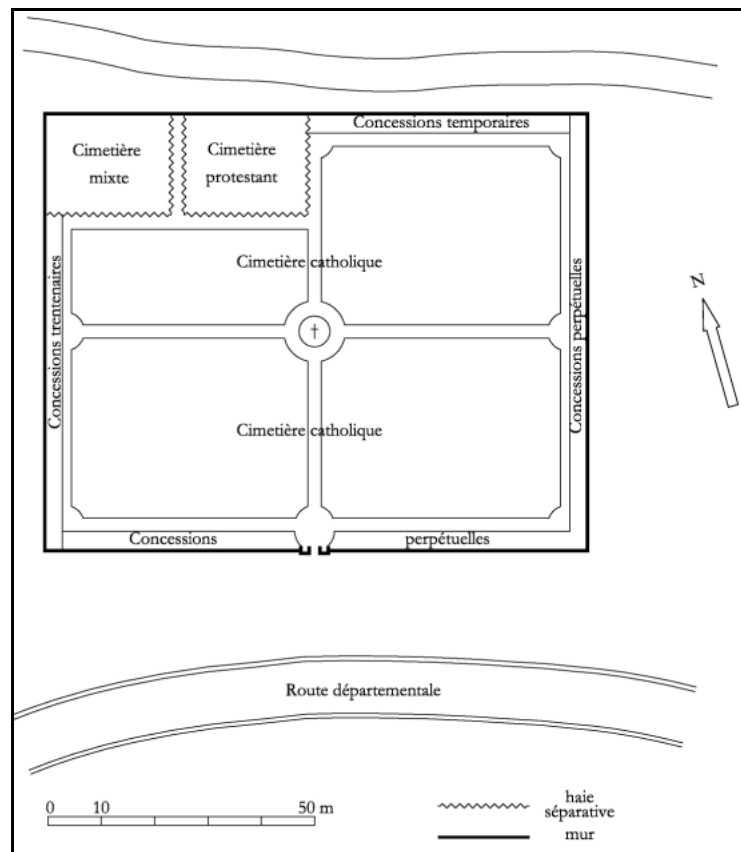 Concessions temporaires
Cimetière
mixte
Cimetière
protestant
Cimetière catholique
Concessions trentenaires
Concessions perpétuelles
N
†
Cimetière catholique
Concessions perpétuelles
Route départementale
0 10 50 m
haie
séparative
mur